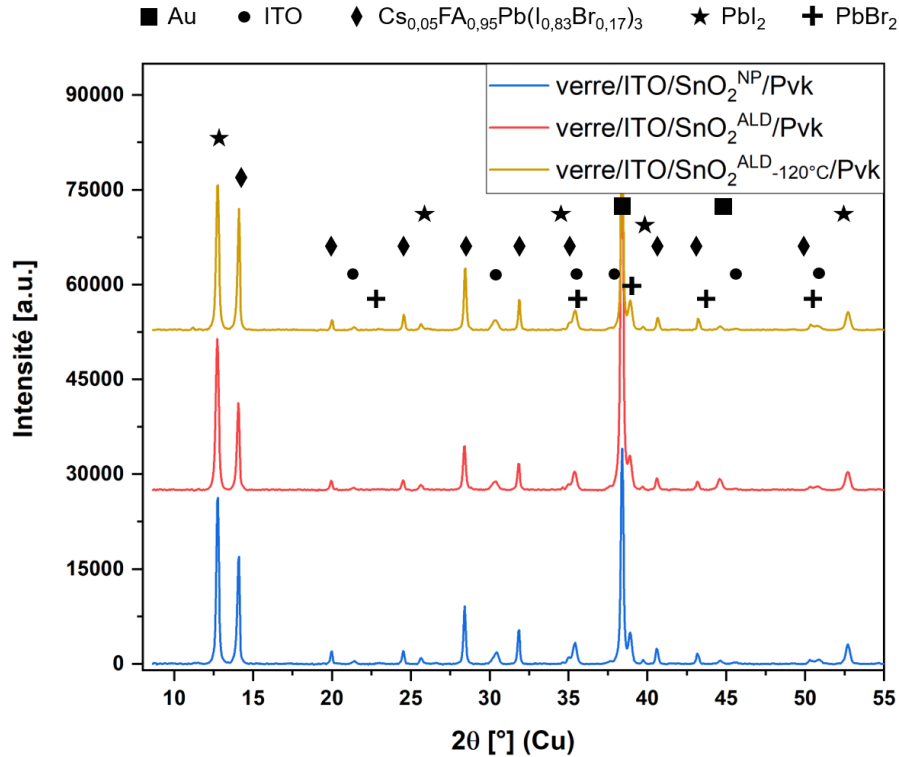 Au ITO Cs0,05FA0,95Pb(I0,83Br0,17)3 PbI2 PbBr2
verre/ITO/SnO2NP/Pvk
verre/ITO/SnO2ALD/Pvk
verre/ITO/SnO2ALD-120°C/Pvk
Intensité [a.u.]
90000
75000
60000
45000
30000
15000
0
10 15 20 25 30 35 40 45 50 55
2θ [°] (Cu)